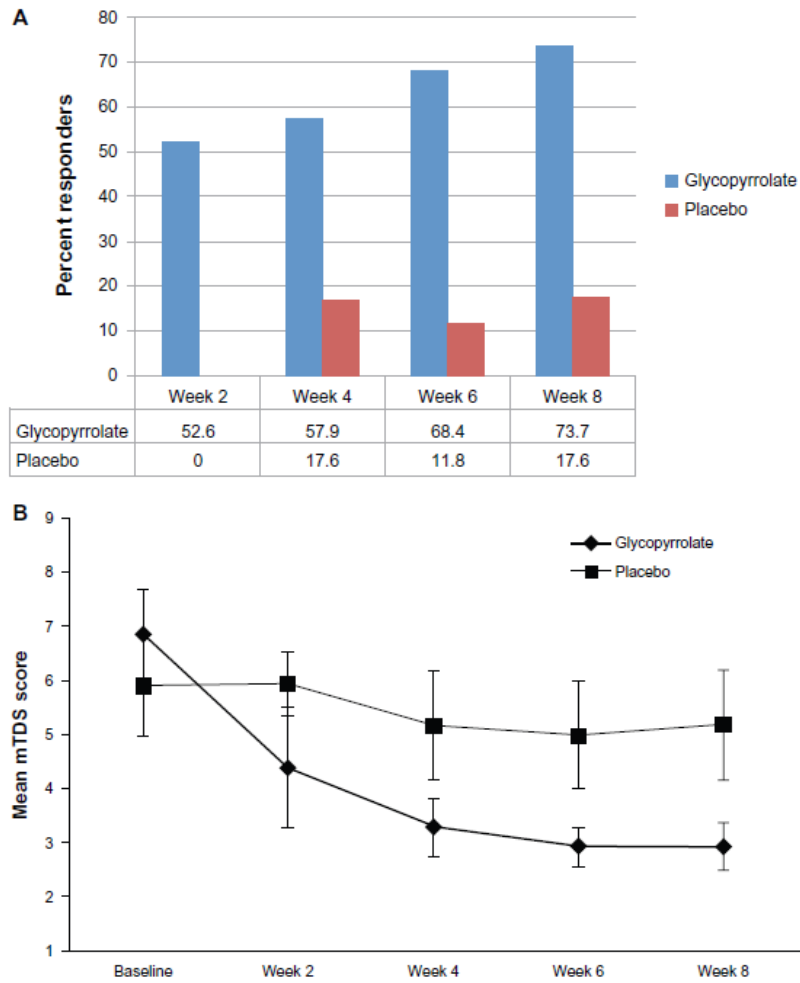 A
80
70
60
50
40
30
20
10
0
Percent responders
Glycopyrrolate
Placebo
Week 2 Week 4 Week 6 Week 8
Glycopyrrolate 52.6 57.9 68.4 73.7
Placebo 0 17.6 11.8 17.6
B
9
8
7
6
5
4
3
2
1
Mean mTDS score
Glycopyrrolate
Placebo
Baseline Week 2 Week 4 Week 6 Week 8